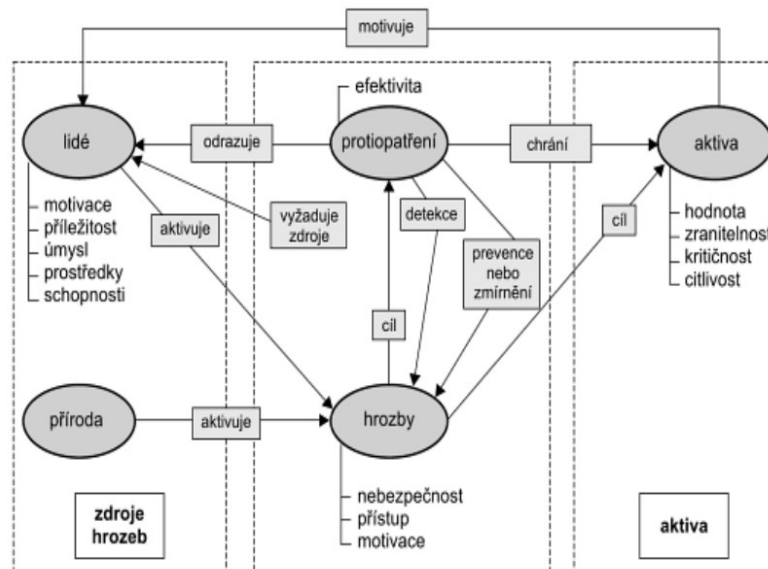 motivuje
efektivita
lidé
odrazuje
protiopatření
chrání
aktiva
motivace
příležitost
úmysl
prostředky
schopnosti
aktivuje
vyžaduje
zdroje
detekce
prevence
nebo
zmírnění
cíl
cíl
hodnota
zranitelnost
kritičnost
citlivost
příroda
aktivuje
hrozby
nebezpečnost
přístup
motivace
zdroje
hrozeb
aktiva